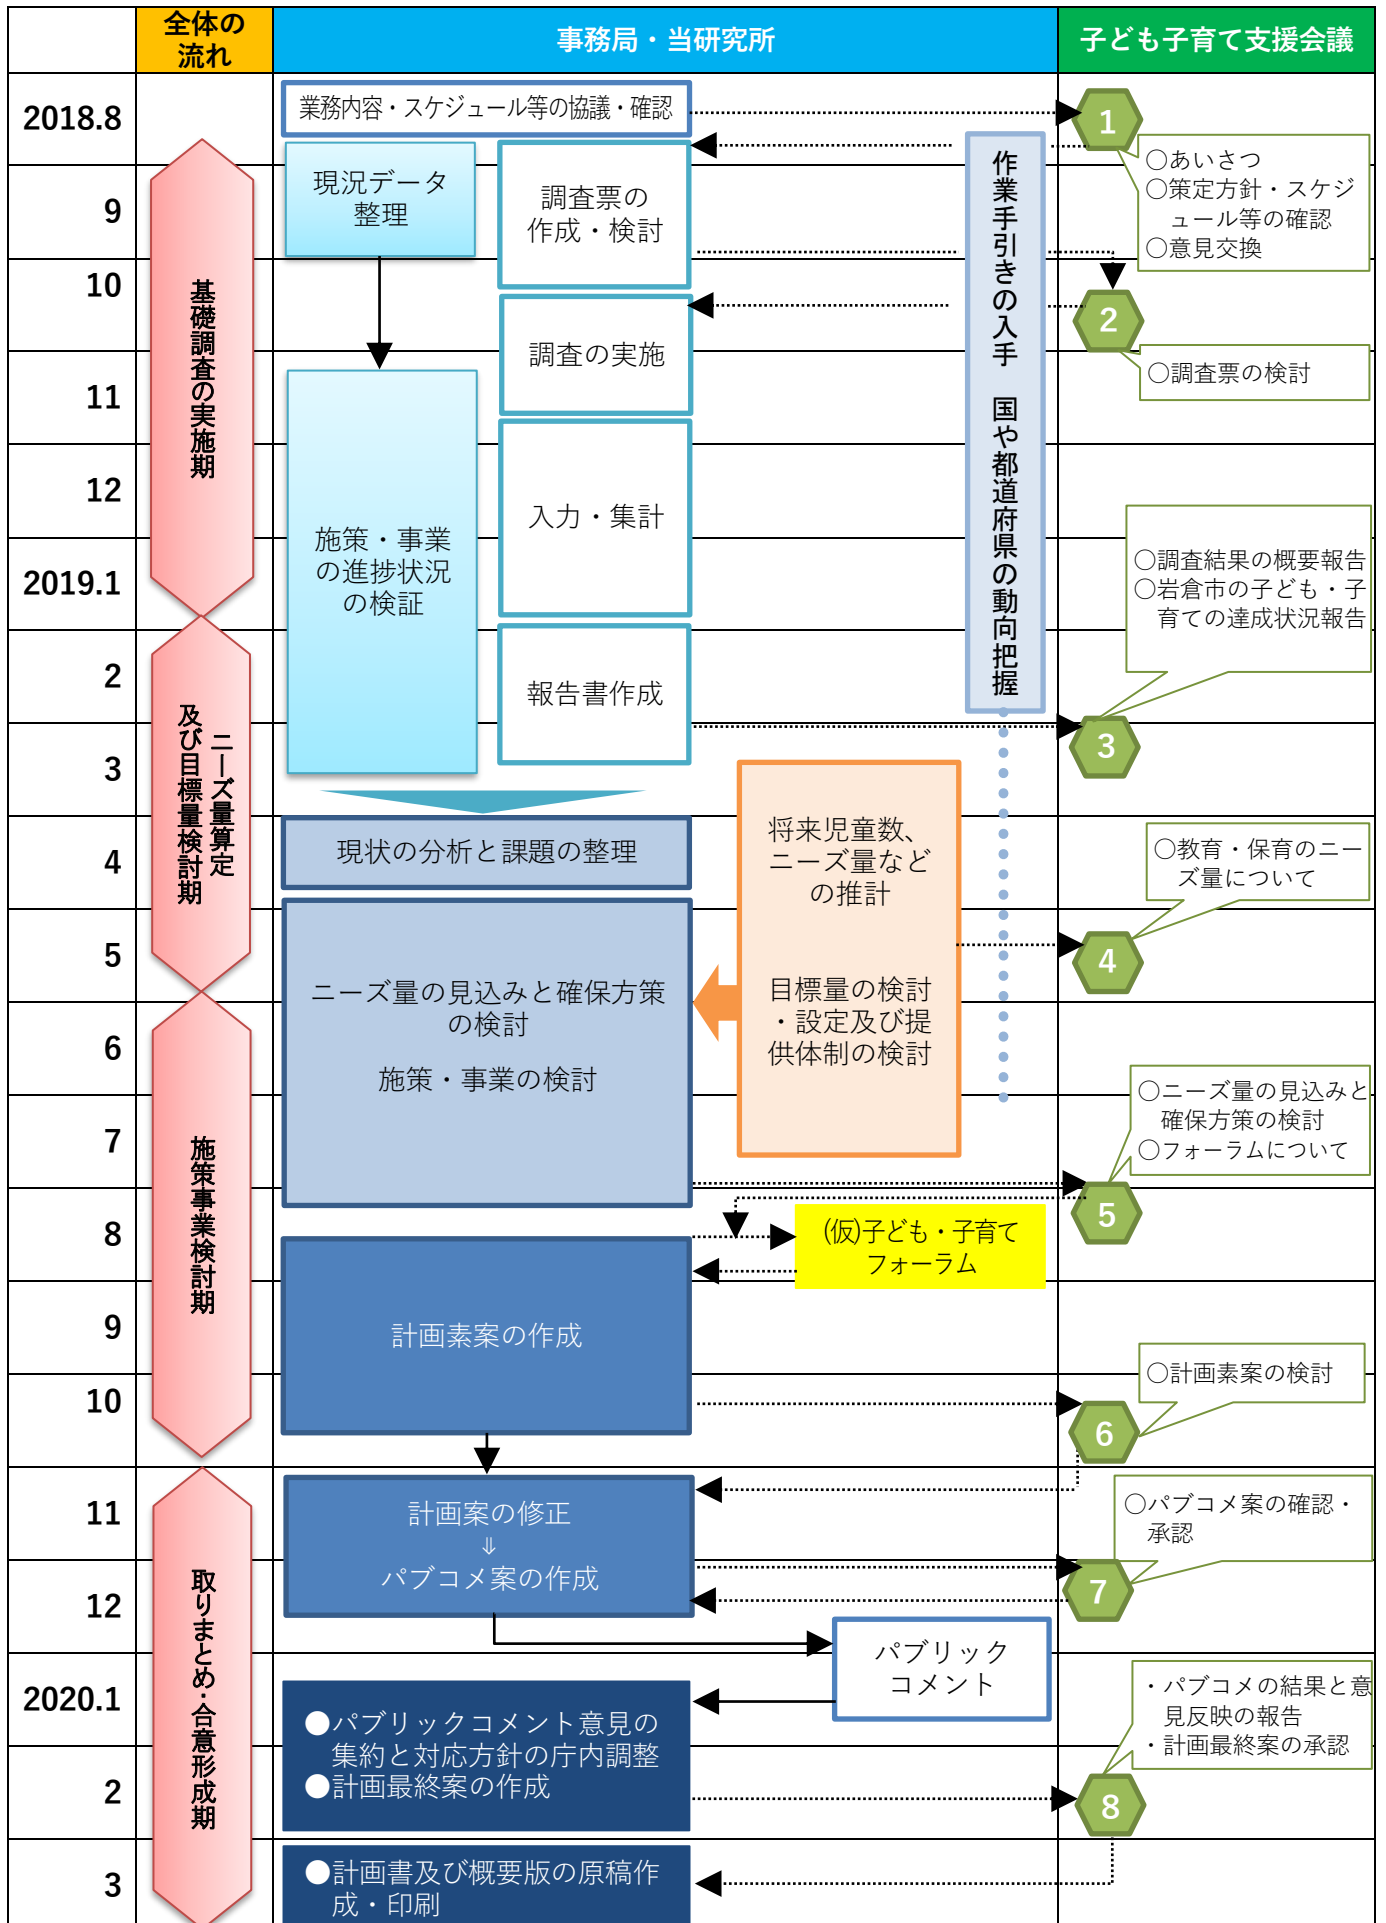 全体の
流れ
事務局・当研究所
子ども子育て支援会議
2018.8
9
10
11
12
2019.1
2
3
4
5
6
7
8
9
10
11
12
2020.1
2
3
基礎調査の実施期
ニーズ量算定
及び目標量検討期
施策事業検討期
取りまとめ・合意形成期
業務内容・スケジュール等の協議・確認
現況データ
整理
調査票の
作成・検討
調査の実施
入力・集計
施策・事業
の進捗状況
の検証
報告書作成
作業手引きの入手　国や都道府県の動向把握
現状の分析と課題の整理
将来児童数、
ニーズ量など
の推計
目標量の検討
・設定及び提
供体制の検討
ニーズ量の見込みと確保方策
の検討
施策・事業の検討
(仮)子ども・子育て
フォーラム
計画素案の作成
計画案の修正
⇓
パブコメ案の作成
パブリック
コメント
●パブリックコメント意見の
集約と対応方針の庁内調整
●計画最終案の作成
●計画書及び概要版の原稿作
成・印刷
1
○あいさつ
○策定方針・スケジ
ュール等の確認
○意見交換
2
○調査票の検討
○調査結果の概要報告
○岩倉市の子ども・子
育ての達成状況報告
3
○教育・保育のニー
ズ量について
4
○ニーズ量の見込みと
確保方策の検討
○フォーラムについて
5
○計画素案の検討
6
○パブコメ案の確認・
承認
7
・パブコメの結果と意
見反映の報告
・計画最終案の承認
8